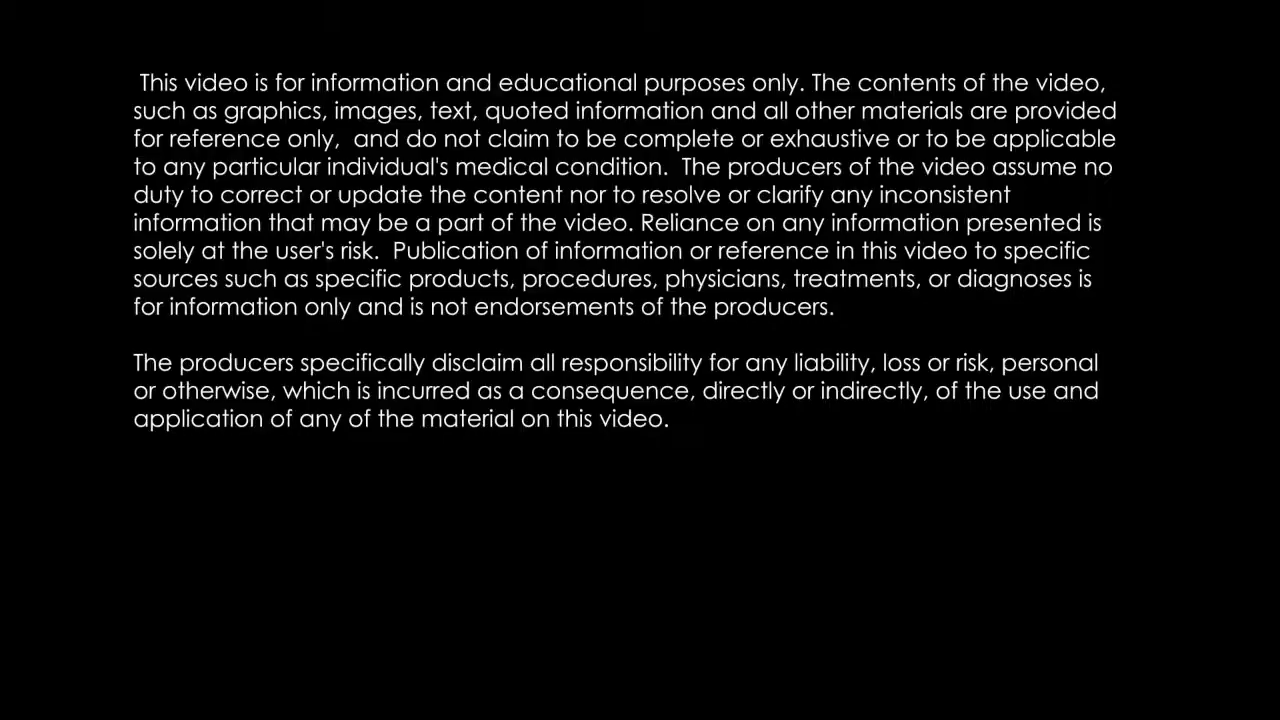 This video is for information and educational purposes only. The contents of the video,
such as graphics, images, text, quoted information and all other materials are provided
for reference only,  and do not claim to be complete or exhaustive or to be applicable
to any particular individual's medical condition.  The producers of the video assume no
duty to correct or update the content nor to resolve or clarify any inconsistent
information that may be a part of the video. Reliance on any information presented is
solely at the user's risk.  Publication of information or reference in this video to specific
sources such as specific products, procedures, physicians, treatments, or diagnoses is
for information only and is not endorsements of the producers.
The producers specifically disclaim all responsibility for any liability, loss or risk, personal
or otherwise, which is incurred as a consequence, directly or indirectly, of the use and
application of any of the material on this video.